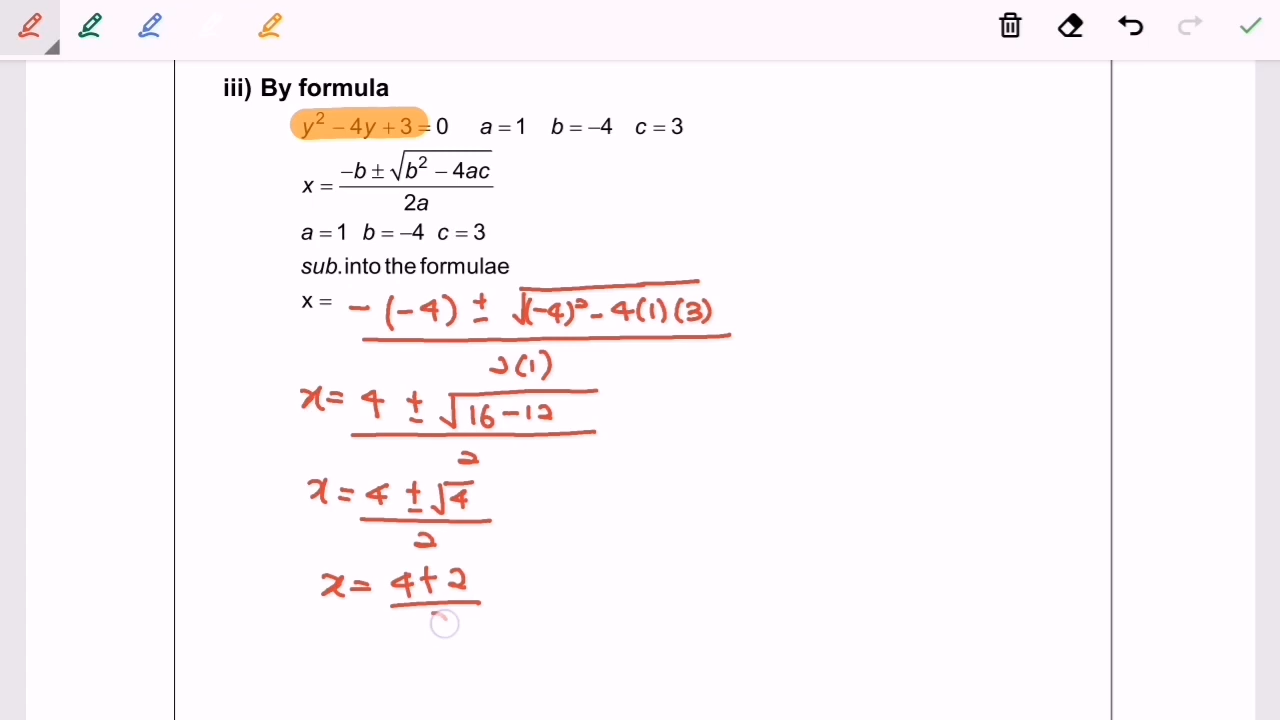 iii) By formula
y² − 4y + 3 = 0 a = 1 b = −4 c = 3
x = (−b ± √(b² − 4ac)) / 2a
a = 1 b = −4 c = 3
sub. into the formulae
x = (−(−4) ± √((−4)² − 4(1)(3))) / 2(1)
x = (4 ± √(16 − 12)) / 2
x = (4 ± √4) / 2
x = (4 + 2) /